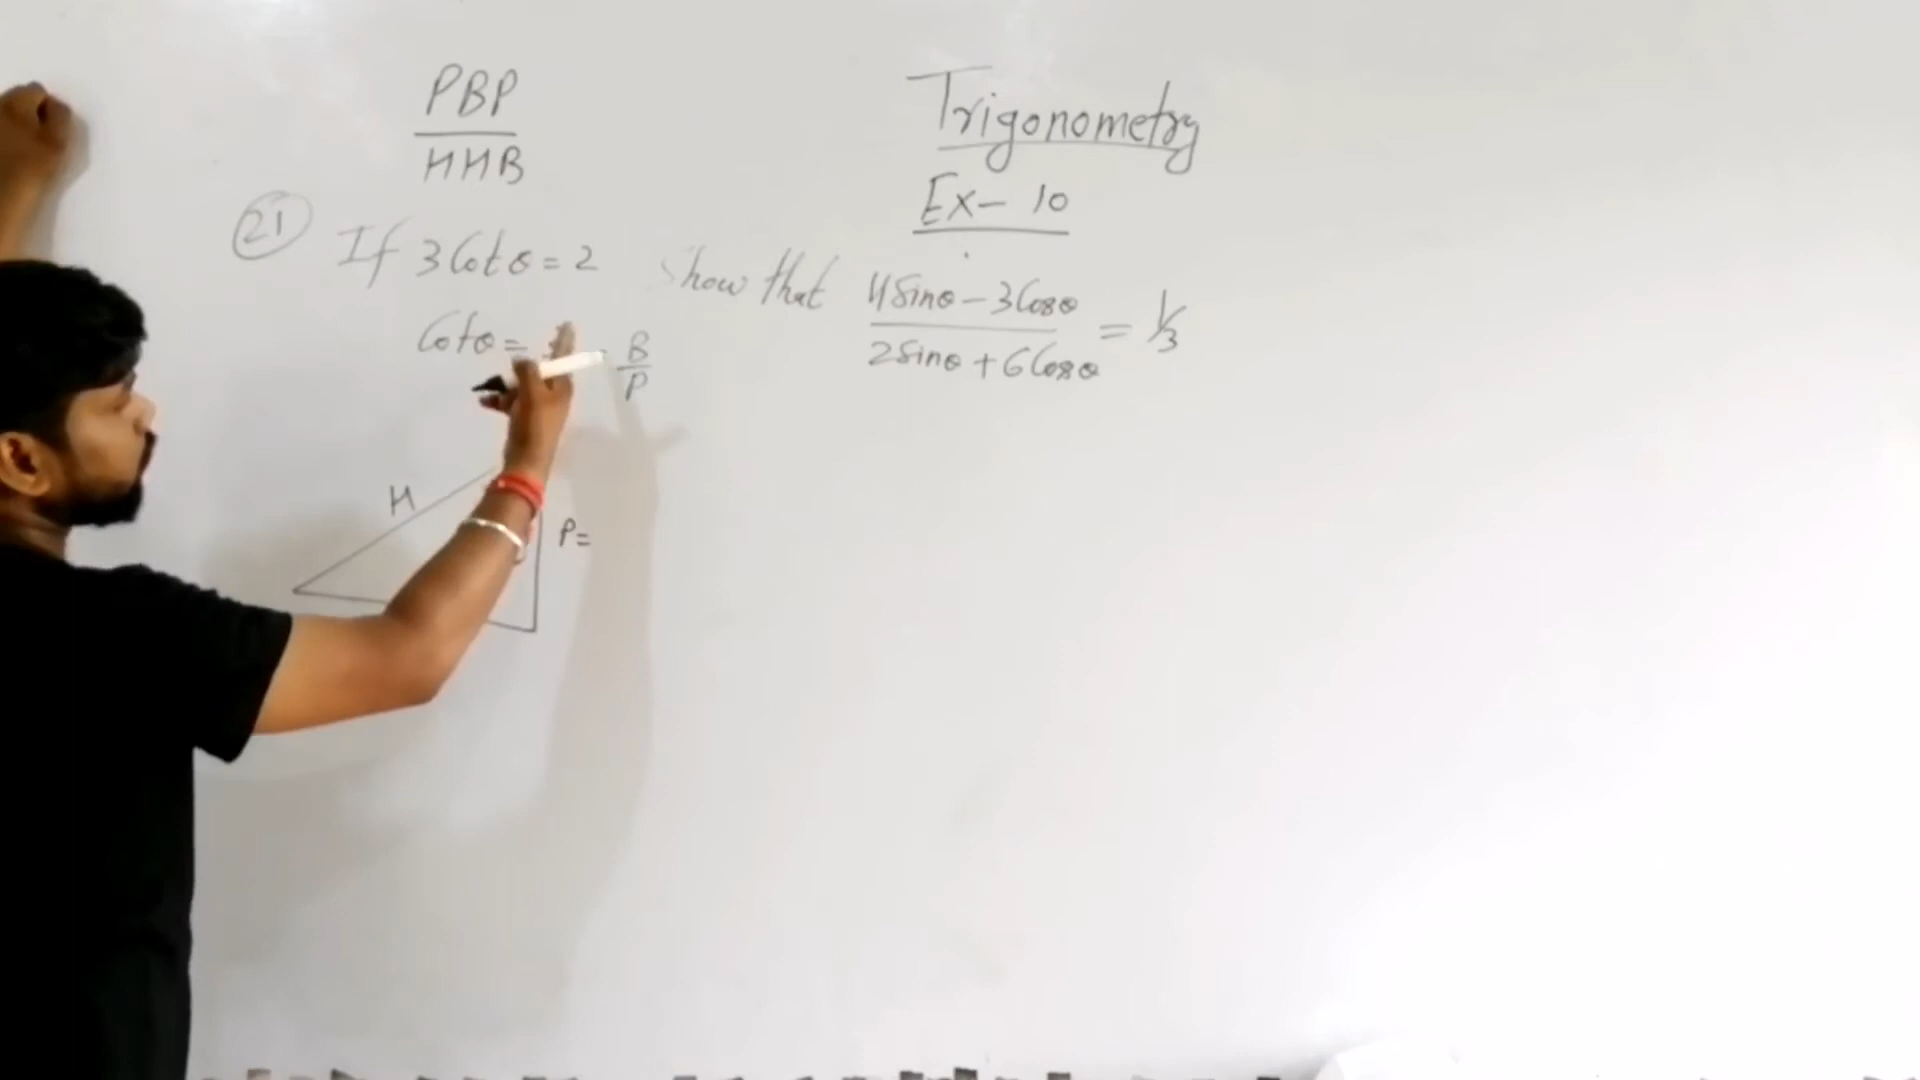 PBP
HHB
Trigonometry
Ex- 10
21 If 3Cotθ = 2 Show that 4Sinθ - 3Cosθ / 2Sinθ + 6Cosθ = 1/3
Cotθ = B/P
H
P=